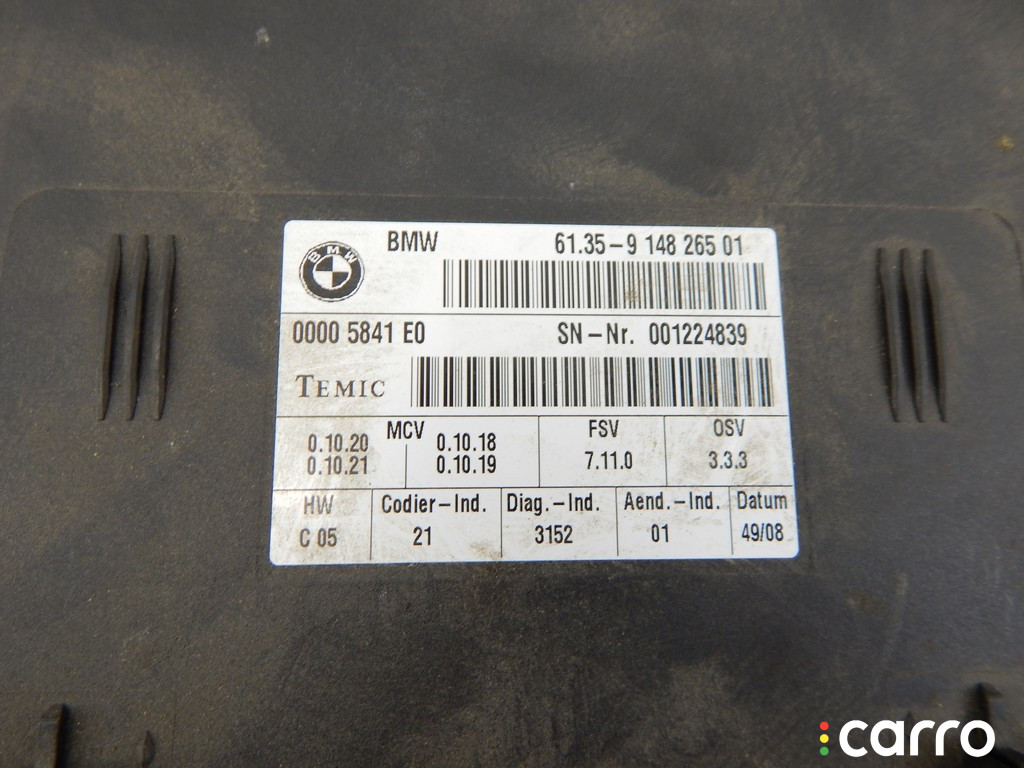 BMW
BMW 61.35-9 148 265 01
0000 5841 E0 SN-Nr. 001224839
TEMIC
MCV FSV OSV
0.10.20 0.10.18
0.10.21 0.10.19 7.11.0 3.3.3
HW Codier-Ind. Diag.-Ind. Aend.-Ind. Datum
C 05 21 3152 01 49/08
carro